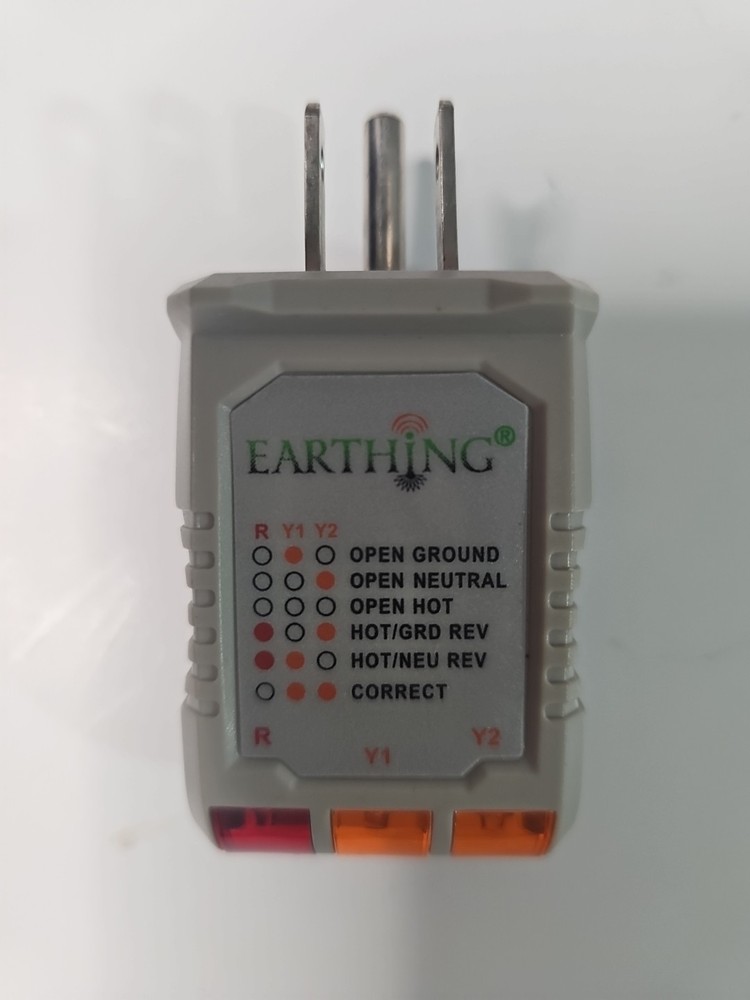 EARTHING®
R Y1 Y2
OPEN GROUND
OPEN NEUTRAL
OPEN HOT
HOT/GRD REV
HOT/NEU REV
CORRECT
R Y1 Y2